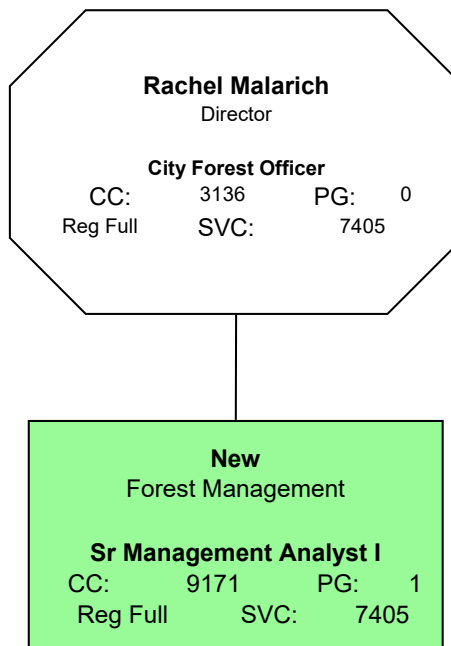 Rachel Malarich
Director
City Forest Officer
CC: 3136 PG: 0
Reg Full SVC: 7405
New
Forest Management
Sr Management Analyst I
CC: 9171 PG: 1
Reg Full SVC: 7405